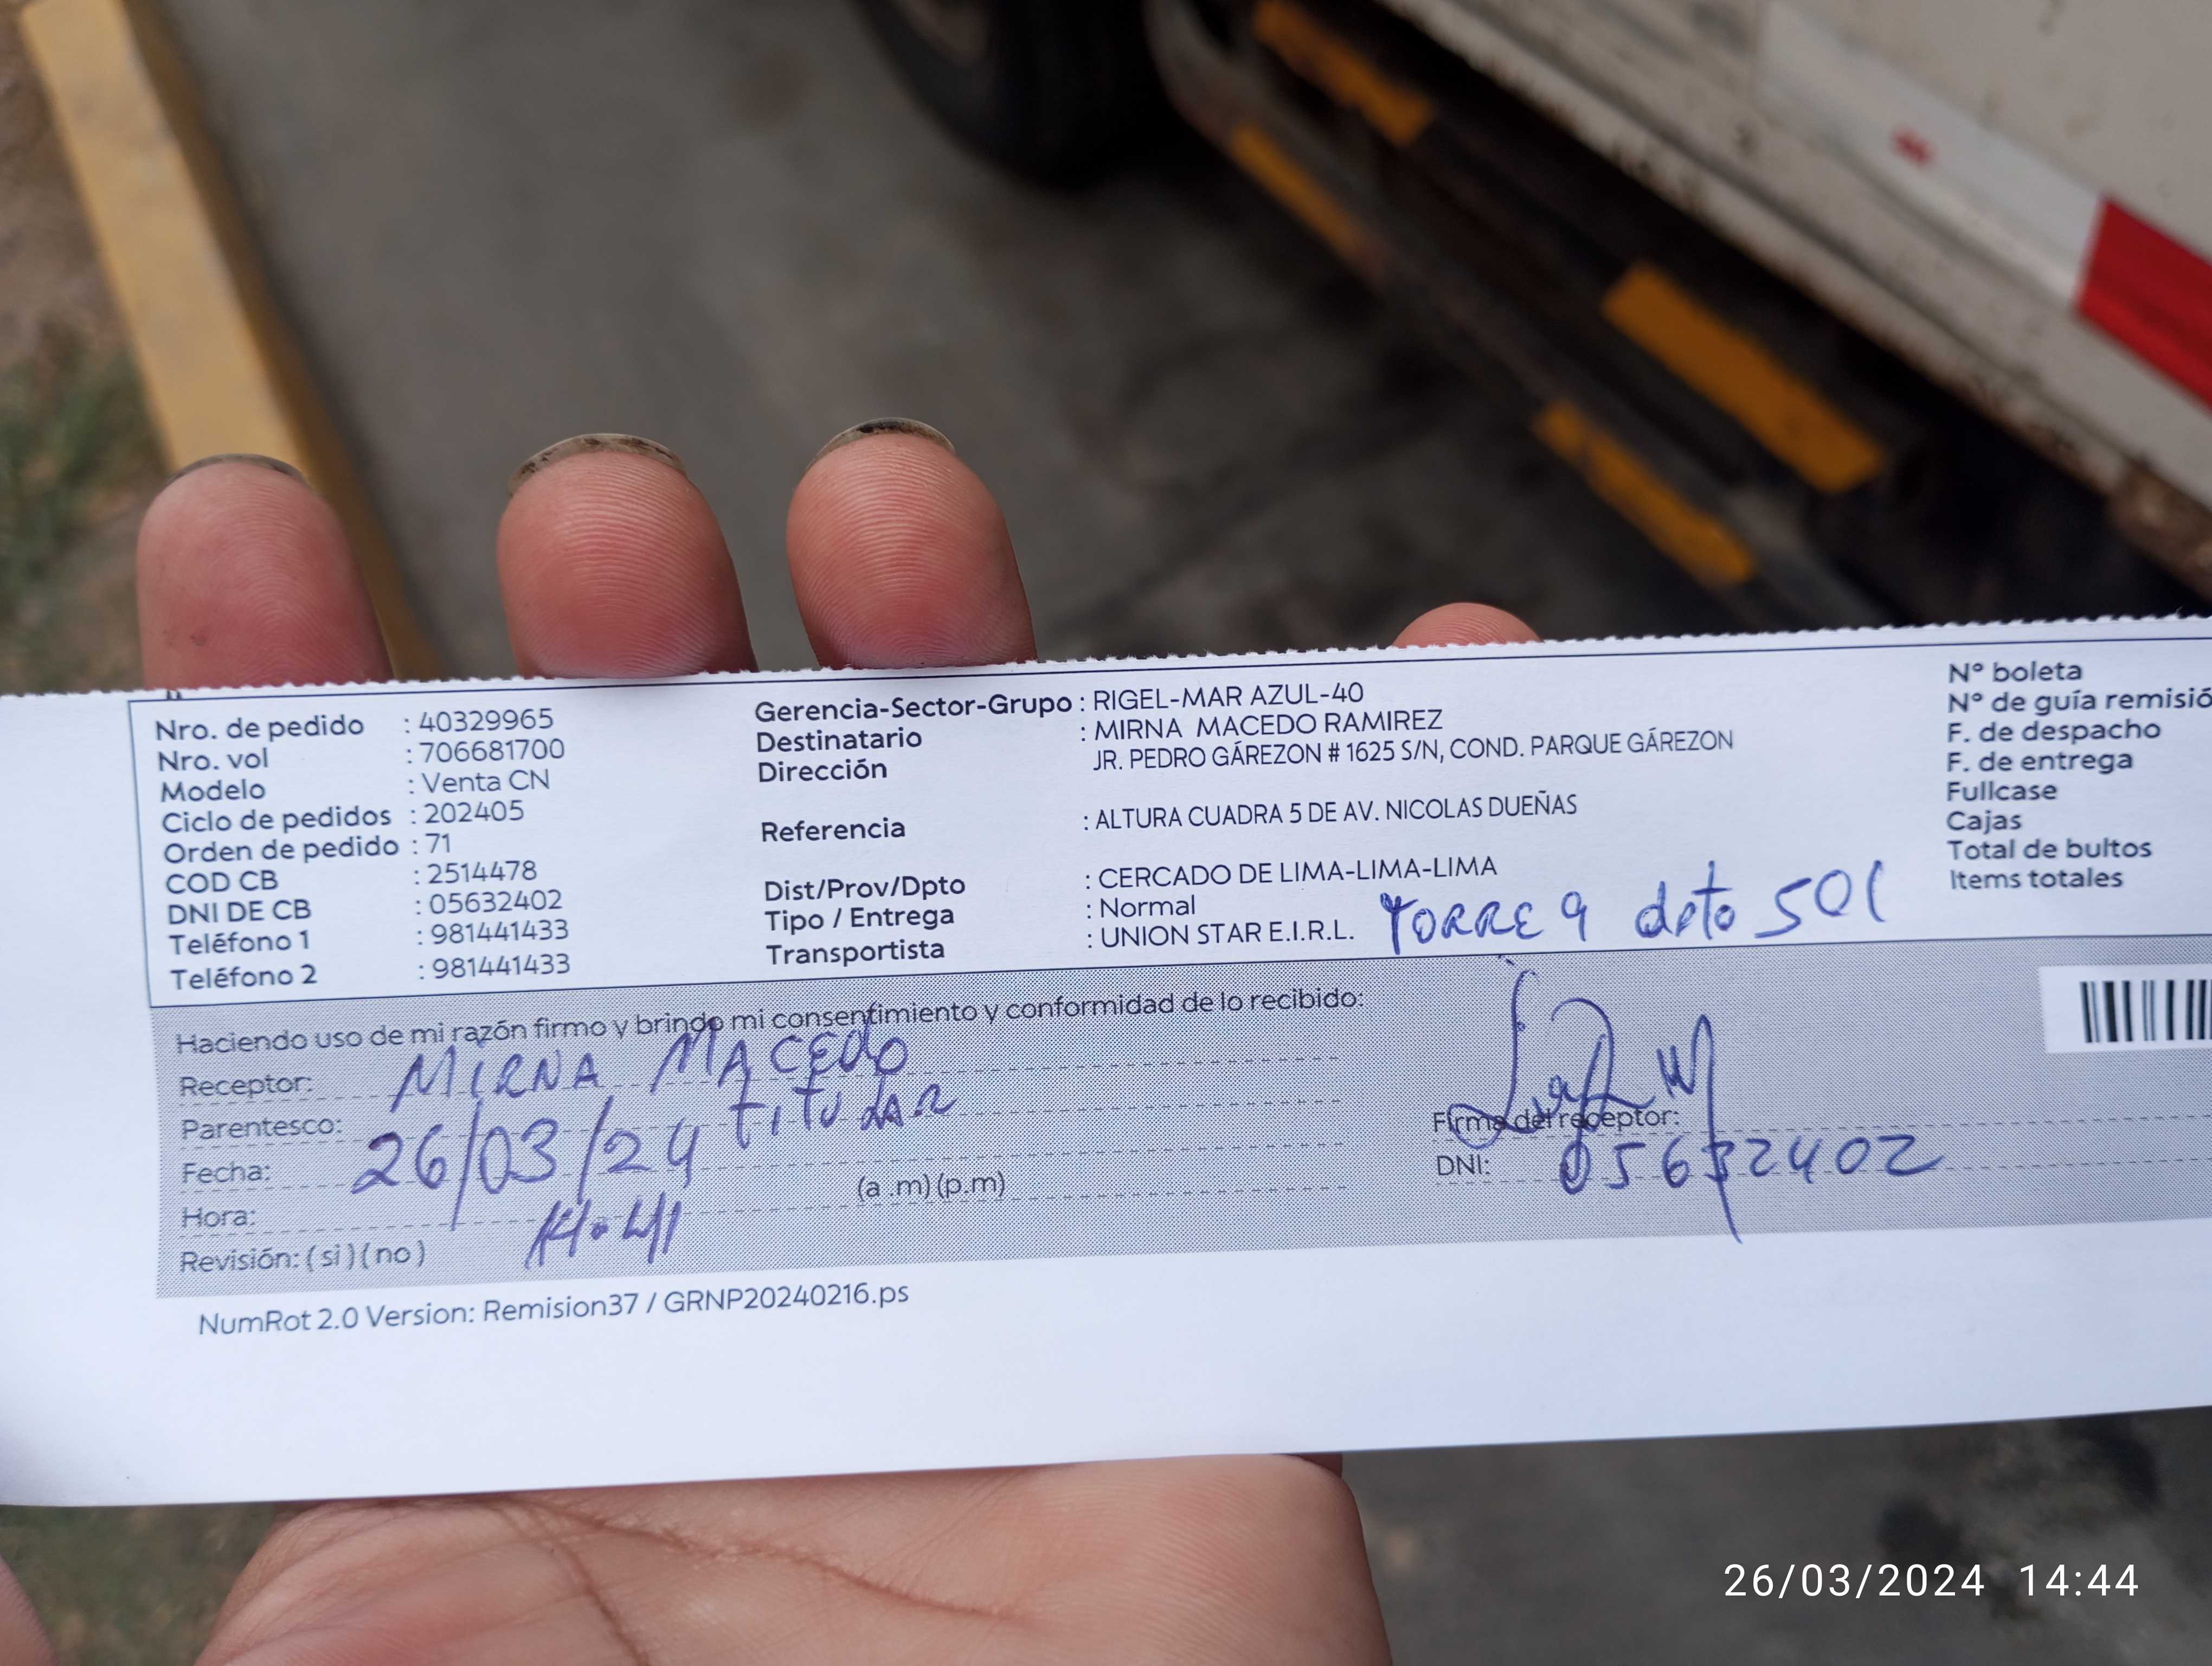 Nro. de pedido : 40329965
Nro. vol : 706681700
Modelo : Venta CN
Ciclo de pedidos : 202405
Orden de pedido : 71
COD CB : 2514478
DNI DE CB : 05632402
Teléfono 1 : 981441433
Teléfono 2 : 981441433
Gerencia-Sector-Grupo : RIGEL-MAR AZUL-40
Destinatario : MIRNA MACEDO RAMIREZ
Dirección JR. PEDRO GÁREZON # 1625 S/N, COND. PARQUE GÁREZON
Referencia : ALTURA CUADRA 5 DE AV. NICOLAS DUEÑAS
Dist/Prov/Dpto : CERCADO DE LIMA-LIMA-LIMA
Tipo / Entrega : Normal
Transportista : UNION STAR E.I.R.L.
TORRE 9 dpto 501
N° boleta
N° de guía remisió
F. de despacho
F. de entrega
Fullcase
Cajas
Total de bultos
Items totales
Haciendo uso de mi razón firmo y brindo mi consentimiento y conformidad de lo recibido:
Receptor: MIRNA MACEDO
Parentesco: TITULAR
Fecha: 26/03/24
Hora: (a .m) (p.m)
Revisión: ( si ) ( no ) 14:41
Firma del receptor:
DNI: 05632402
NumRot 2.0 Version: Remision37 / GRNP20240216.ps
26/03/2024 14:44